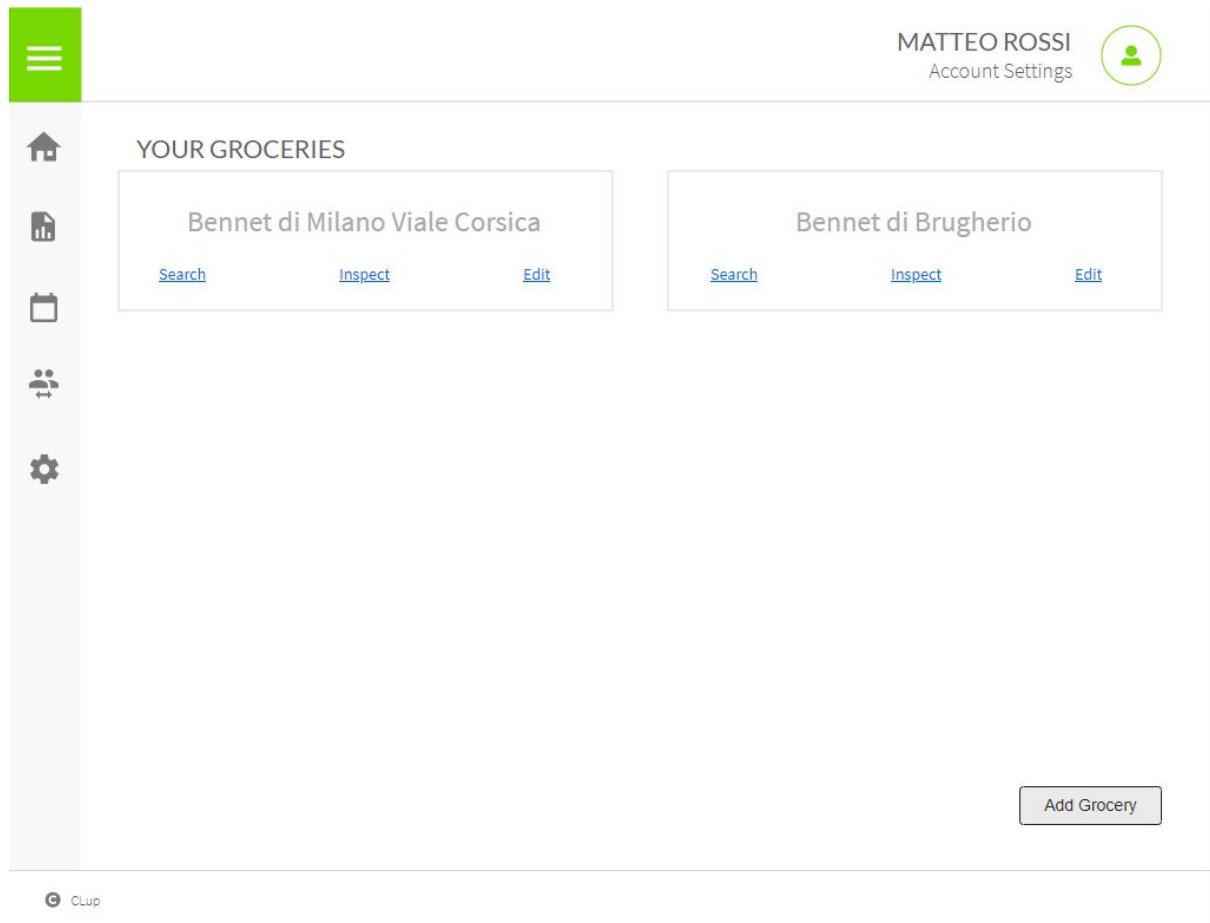 MATTEO ROSSI
Account Settings
YOUR GROCERIES
Bennet di Milano Viale Corsica
Search Inspect Edit
Bennet di Brugherio
Search Inspect Edit
Add Grocery
CLup